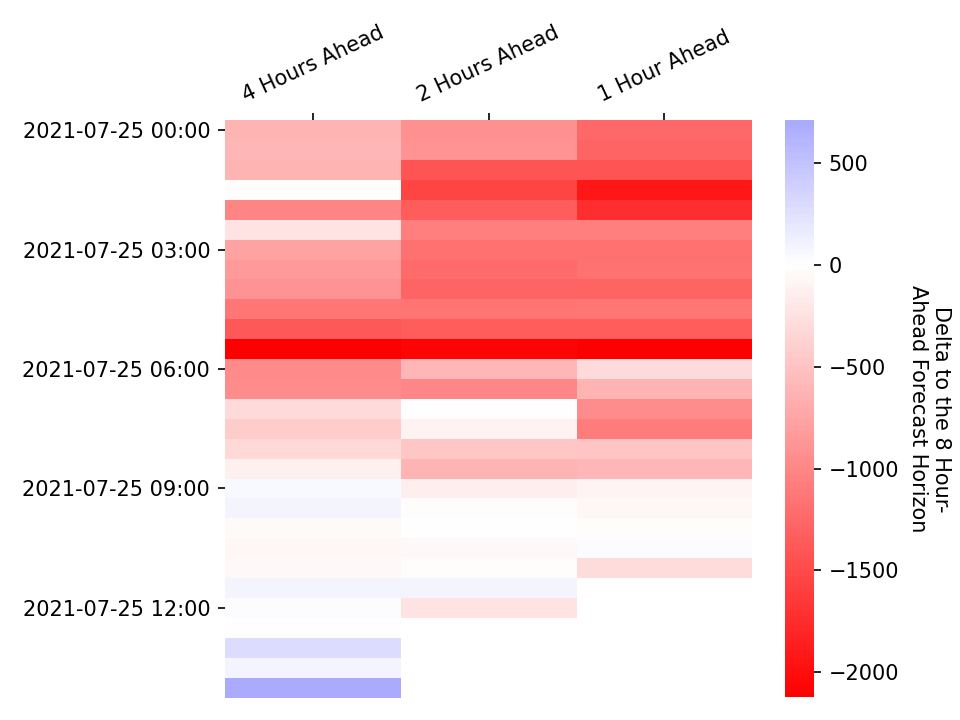 4 Hours Ahead
2 Hours Ahead
1 Hour Ahead
2021-07-25 00:00
2021-07-25 03:00
2021-07-25 06:00
2021-07-25 09:00
2021-07-25 12:00
500
0
−500
−1000
−1500
−2000
Delta to the 8 Hour-
Ahead Forecast Horizon